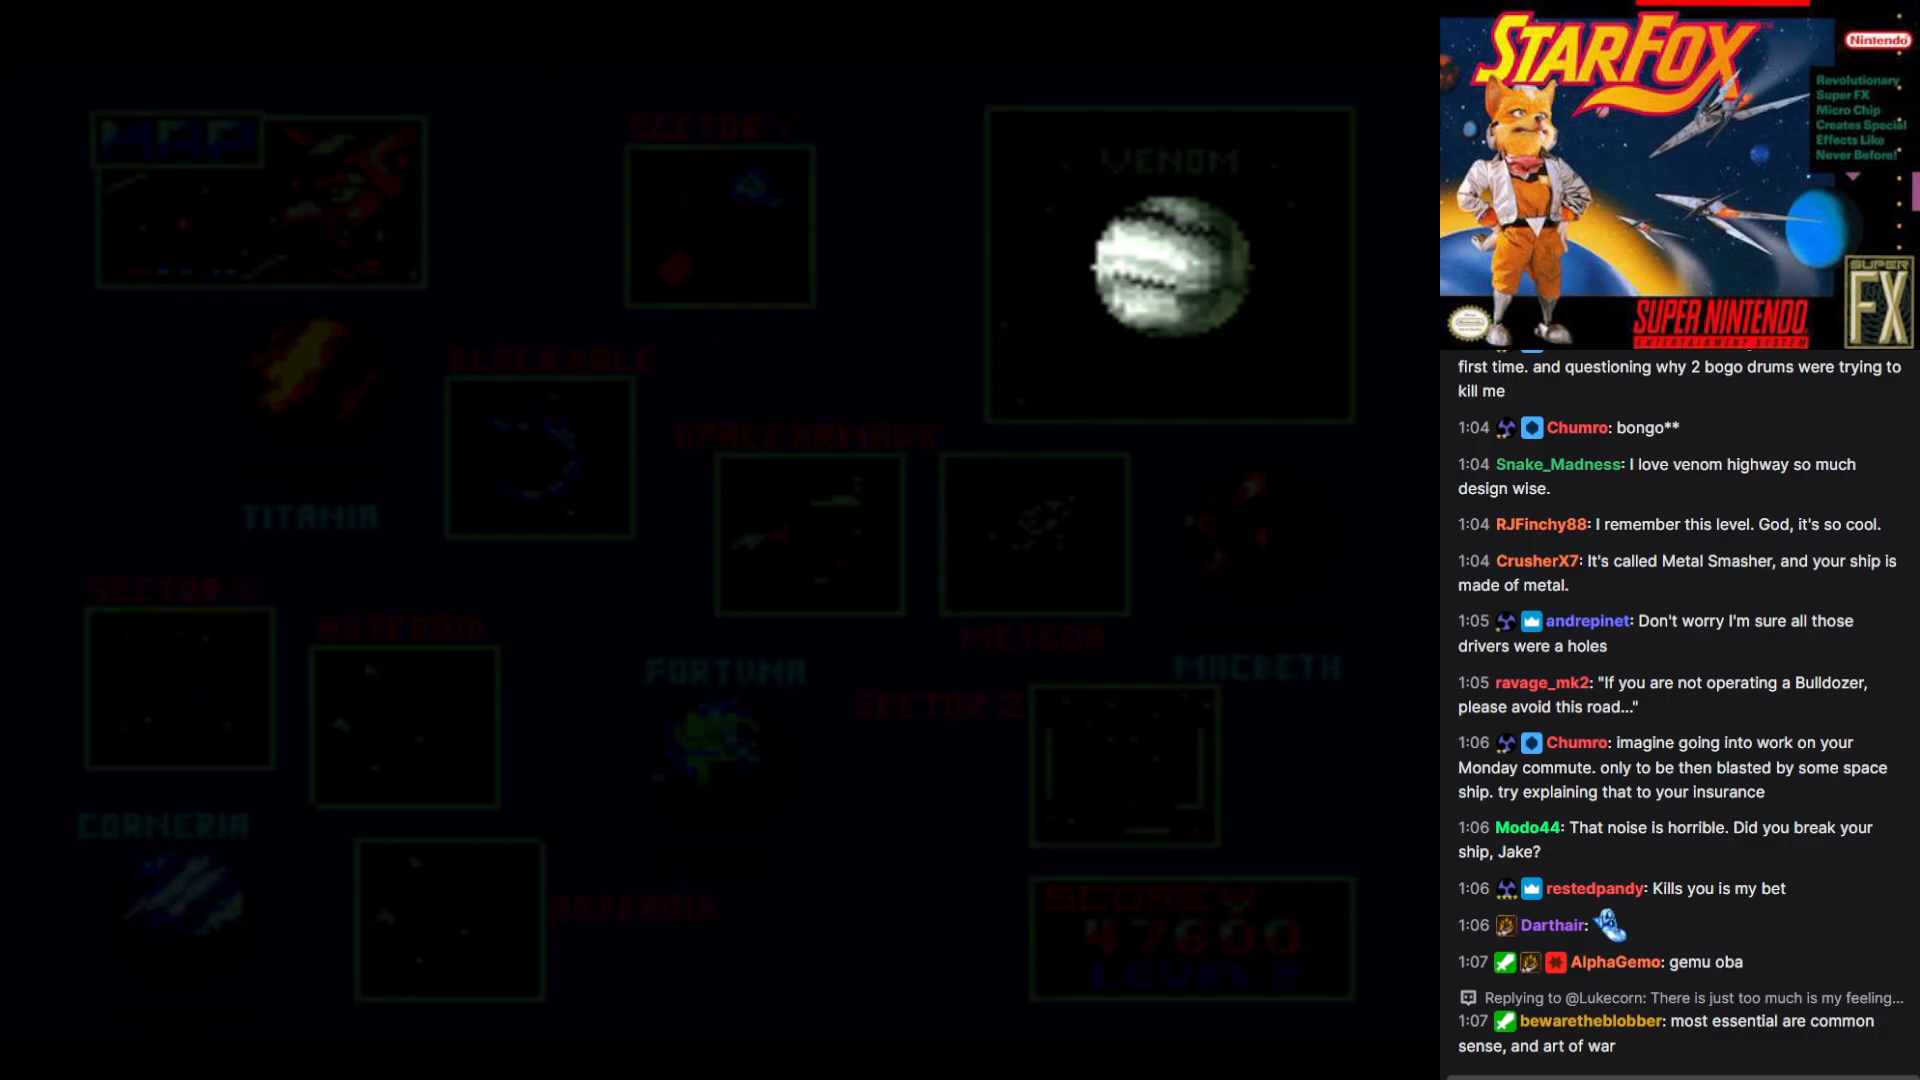 MAP
SECTOR Y
VENOM
BLACK HOLE
SPACE ARMADA
TITANIA
SECTOR X
ASTEROID
METEOR
FORTUNA
MACBETH
SECTOR Z
CORNERIA
ASTEROID
SCORE
47600
LEVEL 2
STARFOX
Nintendo
Revolutionary
Super FX
Micro Chip
Creates Special
Effects Like
Never Before!
SUPER
FX
SUPER NINTENDO
ENTERTAINMENT SYSTEM
first time. and questioning why 2 bogo drums were trying to
kill me
1:04 Chumro: bongo**
1:04 Snake_Madness: I love venom highway so much
design wise.
1:04 RJFinchy88: I remember this level. God, it's so cool.
1:04 CrusherX7: It's called Metal Smasher, and your ship is
made of metal.
1:05 andrepinet: Don't worry I'm sure all those
drivers were a holes
1:05 ravage_mk2: "If you are not operating a Bulldozer,
please avoid this road..."
1:06 Chumro: imagine going into work on your
Monday commute. only to be then blasted by some space
ship. try explaining that to your insurance
1:06 Modo44: That noise is horrible. Did you break your
ship, Jake?
1:06 restedpandy: Kills you is my bet
1:06 Darthair:
1:07 AlphaGemo: gemu oba
Replying to @Lukecorn: There is just too much is my feeling...
1:07 bewaretheblobber: most essential are common
sense, and art of war